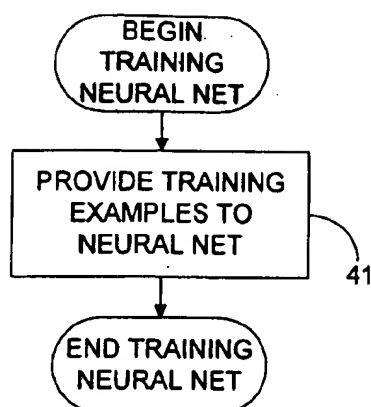 BEGIN
TRAINING
NEURAL NET
PROVIDE TRAINING
EXAMPLES TO
NEURAL NET
41
END TRAINING
NEURAL NET